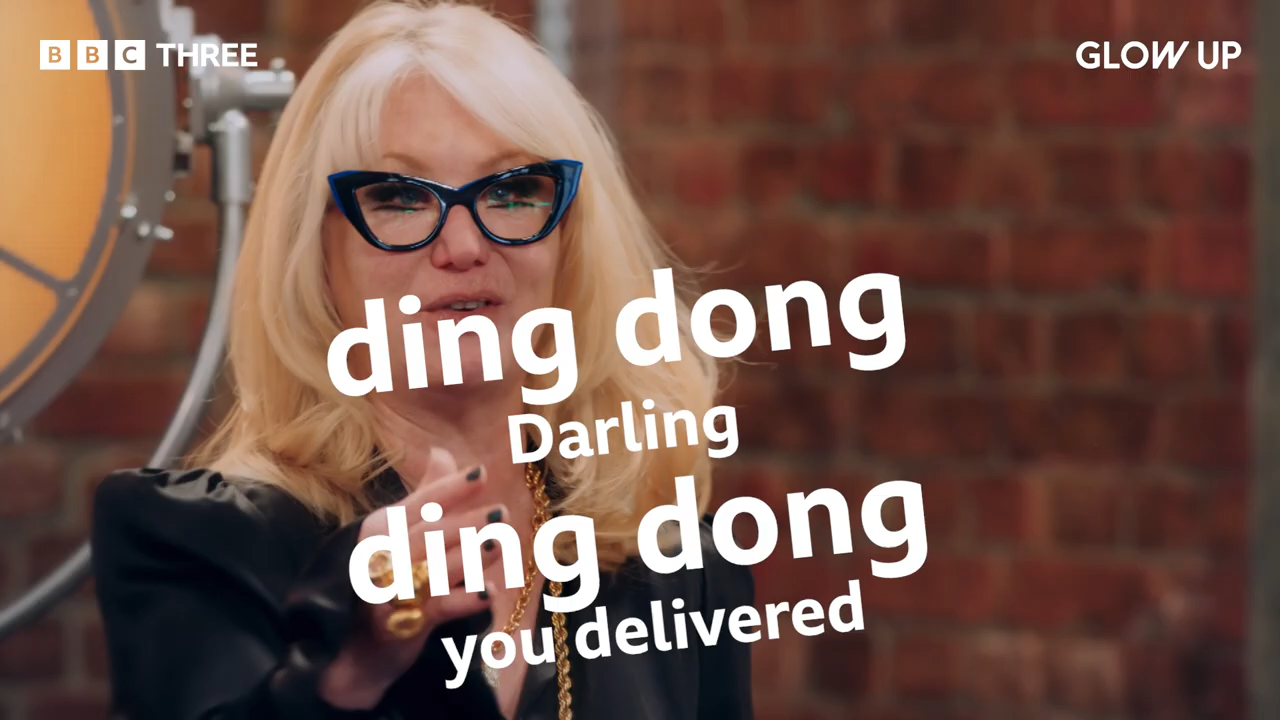 BBC THREE
GLOW UP
ding dong
Darling
ding dong
you delivered